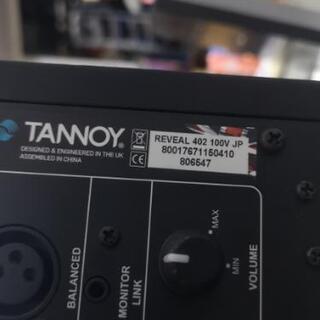 TANNOY®
DESIGNED & ENGINEERED IN THE UK
ASSEMBLED IN CHINA
REVEAL 402 100V JP
80017671150410
806547
CE
BALANCED
MONITOR
LINK
MAX
MIN
VOLUME